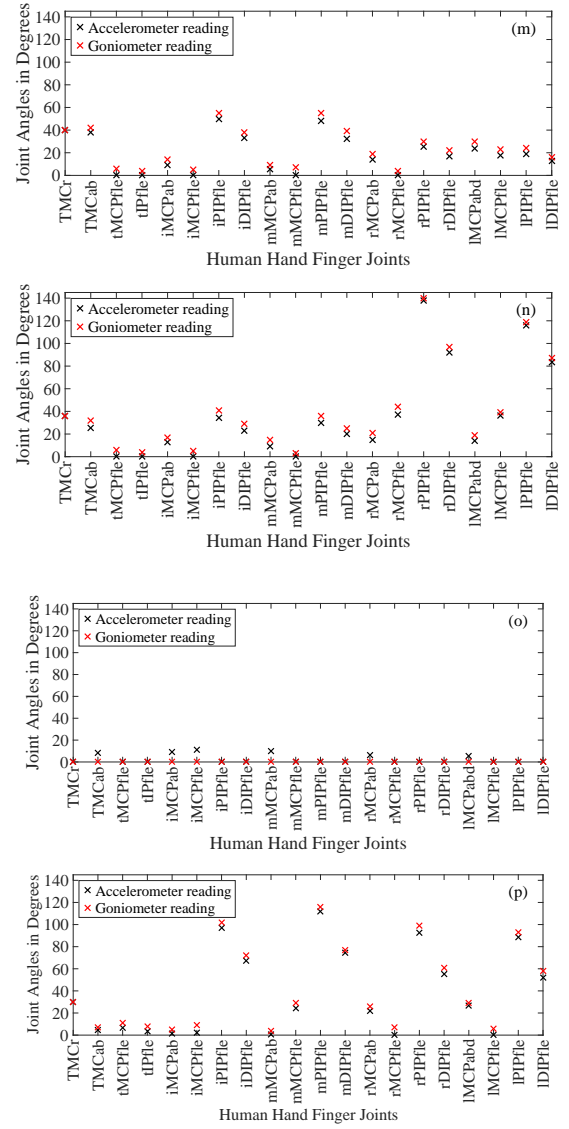 140
120
100
80
60
40
20
0
Joint Angles in Degrees
Accelerometer reading
Goniometer reading
(m)
TMCr
TMCab
tMCPfle
tIPfle
iMCPab
iMCPfle
iPIPfle
iDIPfle
mMCPab
mMCPfle
mPIPfle
mDIPfle
rMCPab
rMCPfle
rPIPfle
rDIPfle
lMCPabd
lMCPfle
lPIPfle
lDIPfle
Human Hand Finger Joints
140
120
100
80
60
40
20
0
Joint Angles in Degrees
Accelerometer reading
Goniometer reading
(n)
TMCr
TMCab
tMCPfle
tIPfle
iMCPab
iMCPfle
iPIPfle
iDIPfle
mMCPab
mMCPfle
mPIPfle
mDIPfle
rMCPab
rMCPfle
rPIPfle
rDIPfle
lMCPabd
lMCPfle
lPIPfle
lDIPfle
Human Hand Finger Joints
140
120
100
80
60
40
20
0
Joint Angles in Degrees
Accelerometer reading
Goniometer reading
(o)
TMCr
TMCab
tMCPfle
tIPfle
iMCPab
iMCPfle
iPIPfle
iDIPfle
mMCPab
mMCPfle
mPIPfle
mDIPfle
rMCPab
rMCPfle
rPIPfle
rDIPfle
lMCPabd
lMCPfle
lPIPfle
lDIPfle
Human Hand Finger Joints
140
120
100
80
60
40
20
0
Joint Angles in Degrees
Accelerometer reading
Goniometer reading
(p)
TMCr
TMCab
tMCPfle
tIPfle
iMCPab
iMCPfle
iPIPfle
iDIPfle
mMCPab
mMCPfle
mPIPfle
mDIPfle
rMCPab
rMCPfle
rPIPfle
rDIPfle
lMCPabd
lMCPfle
lPIPfle
lDIPfle
Human Hand Finger Joints